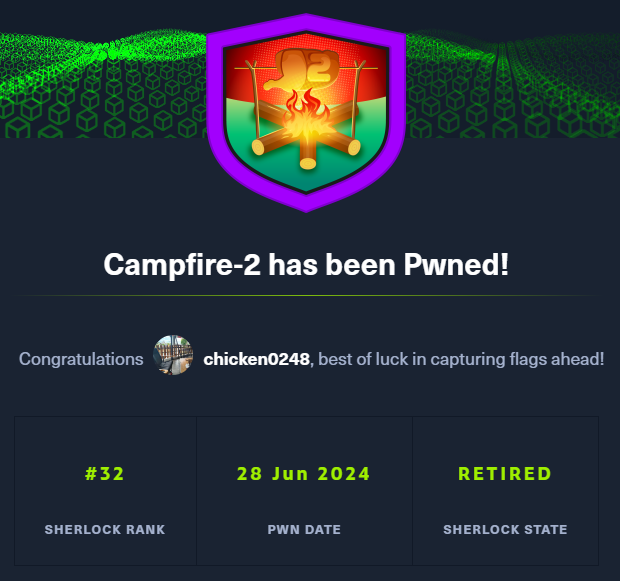 2
Campfire-2 has been Pwned!
Congratulations chicken0248, best of luck in capturing flags ahead!
#32 28 Jun 2024 RETIRED
SHERLOCK RANK PWN DATE SHERLOCK STATE